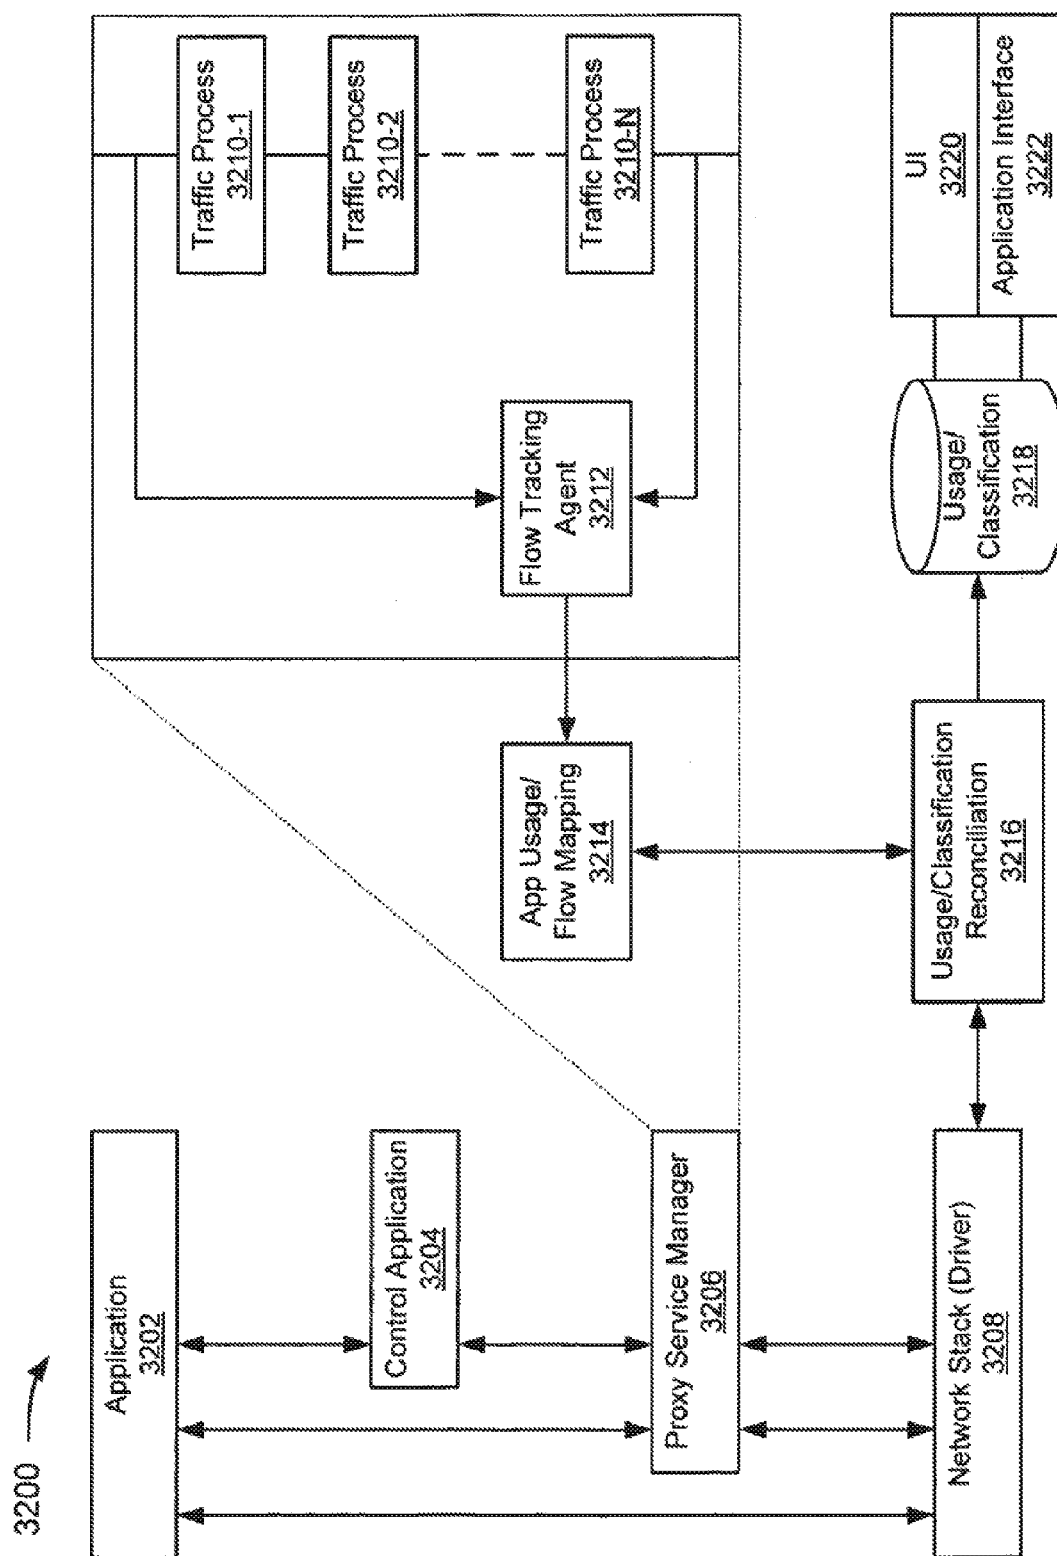 3200
Application
3202
Control Application
3204
Proxy Service Manager
3206
Network Stack (Driver)
3208
Traffic Process
3210-1
Traffic Process
3210-2
Traffic Process
3210-N
Flow Tracking
Agent
3212
App Usage/
Flow Mapping
3214
Usage/Classification
Reconciliation
3216
Usage/
Classification
3218
UI
3220
Application Interface
3222